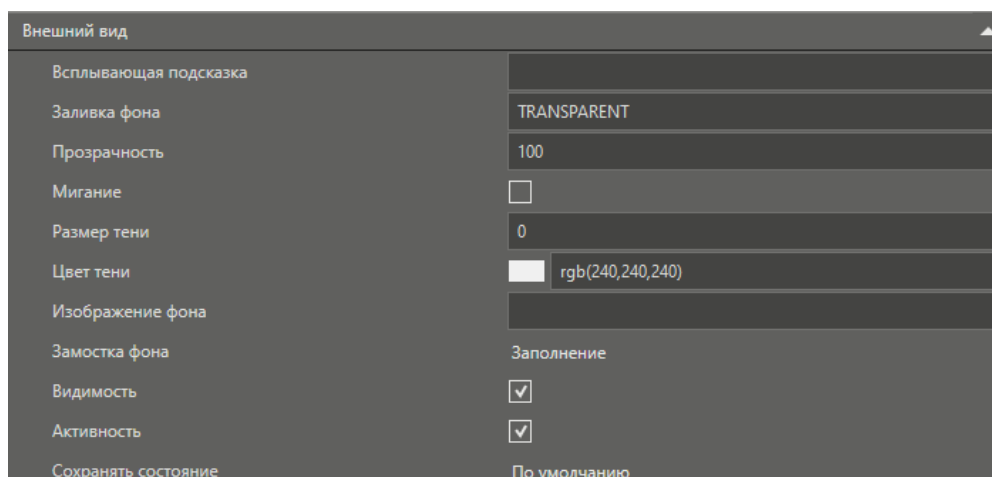 Внешний вид
Всплывающая подсказка
Заливка фона TRANSPARENT
Прозрачность 100
Мигание
Размер тени 0
Цвет тени rgb(240,240,240)
Изображение фона
Замостка фона Заполнение
Видимость
Активность
Сохранять состояние По умолчанию